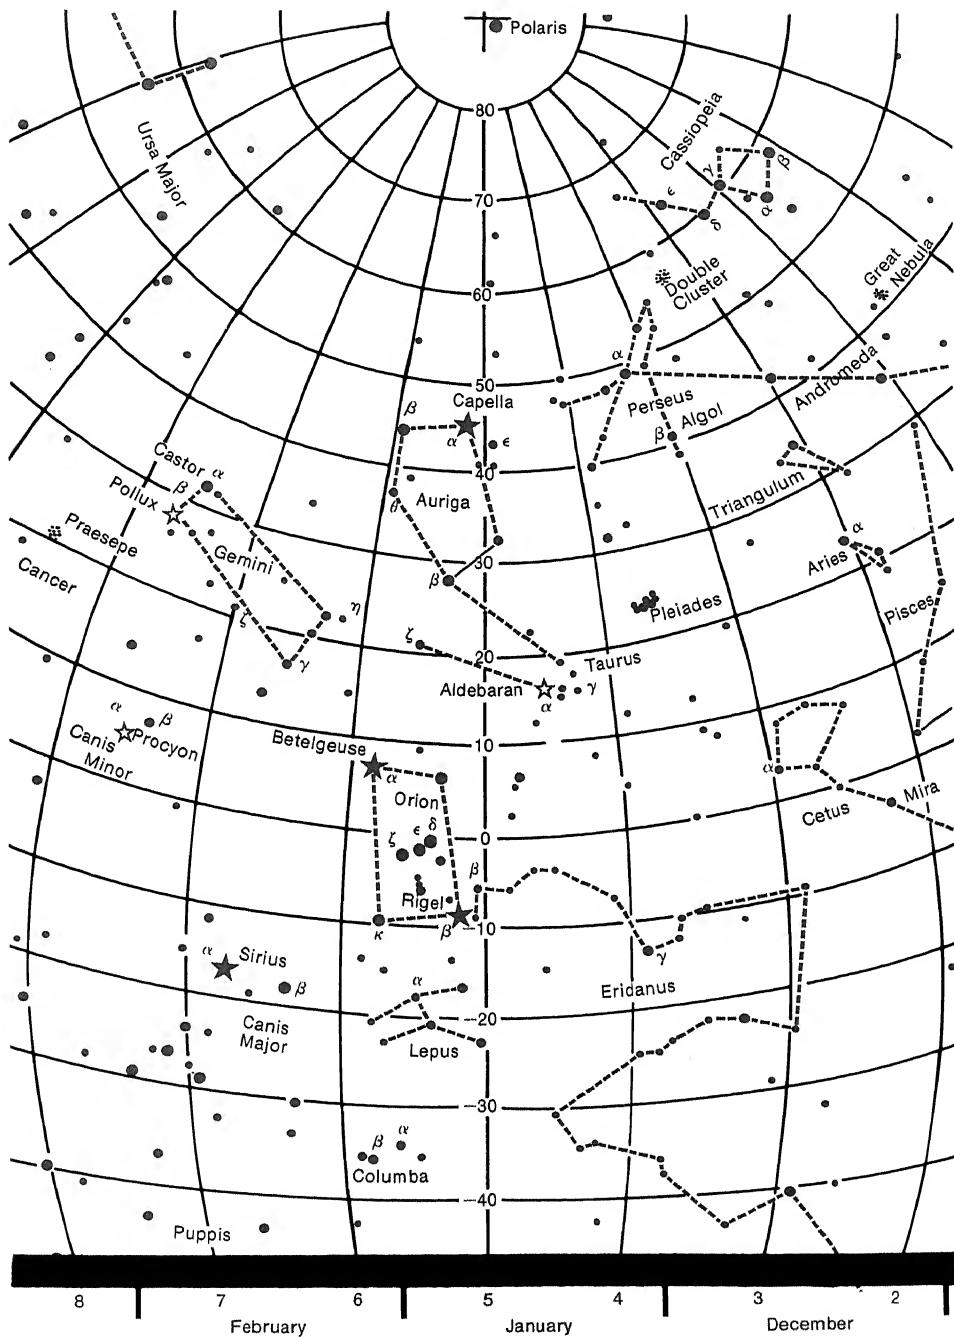 Polaris
80
Cassiopeia
γ
β
ε
α
δ
Ursa
Major
70
Great
Nebula
Double
Cluster
60
α
50
Andromeda
Capella
β
α
ε
Perseus
Algol
β
40
Castor α
β
Pollux
Auriga
θ
Triangulum
Praesepe
Gemini
30
α
Aries
Cancer
β
Pleiades
Pisces
ζ
η
γ
ζ
20
Taurus
Aldebaran
α
γ
α
β
Procyon
Canis
Minor
Betelgeuse
α
10
Orion
α
Mira
Cetus
ζ
ε
δ
0
β
Rigel
κ
β
-10
γ
α
Sirius
β
α
Eridanus
Canis
Major
-20
Lepus
-30
α
β
Columba
-40
Puppis
8 7 6 5 4 3 2
February January December